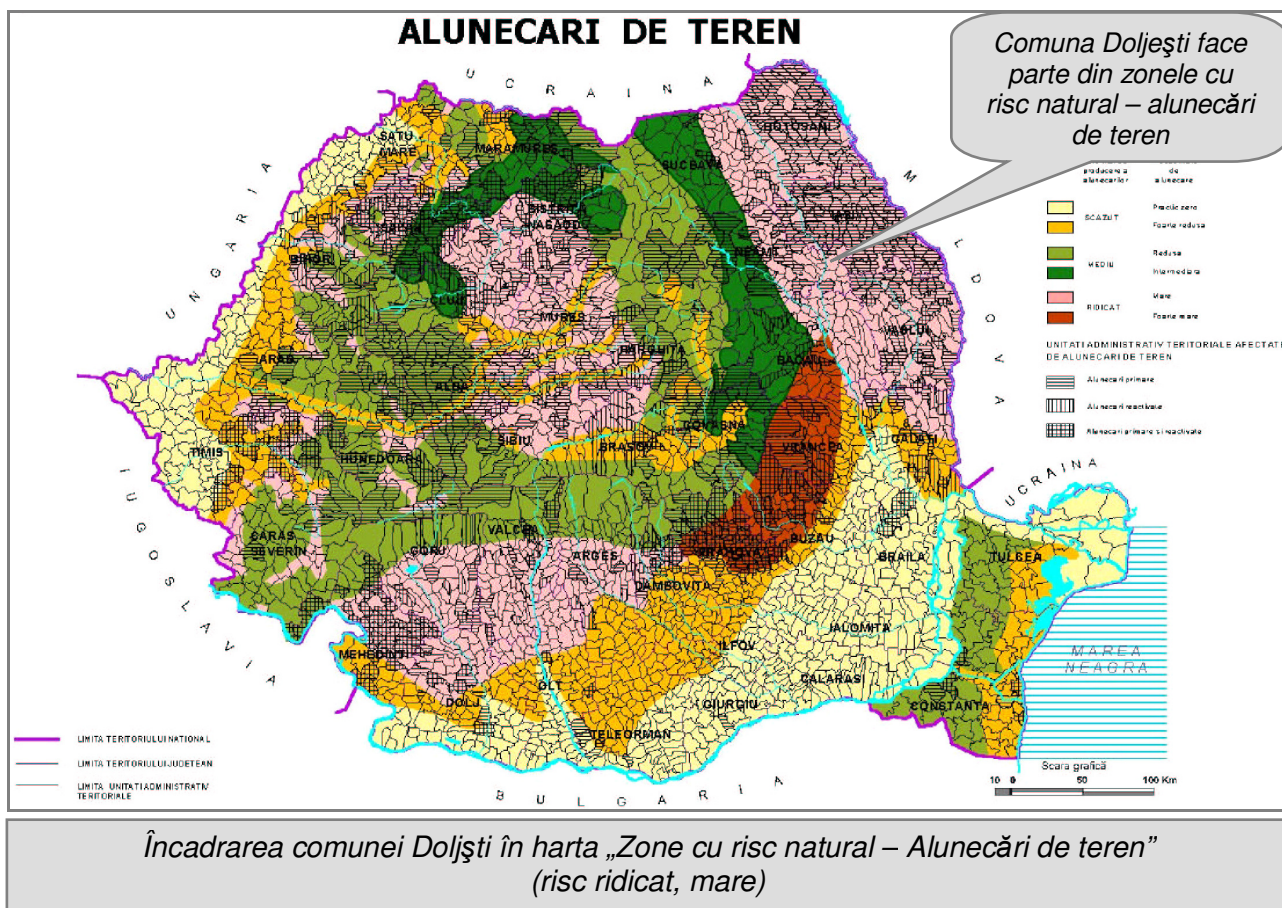 ALUNECARI DE TEREN
Comuna Doljeşti face
parte din zonele cu
risc natural – alunecări
de teren
UCRAINA
UNGARIA
IUGOSLAVIA
BULGARIA
MOLDOVA
UCRAINA
SATU
MARE
MARAMURES
SUCEAVA
BOTOSANI
BISTRITA
NASAUD
BIHOR
CLUJ
NEAMT
MURES
HARGHITA
BACAU
VASLUI
ARAD
ALBA
SIBIU
BRASOV
COVASNA
VRANCEA
GALATI
TIMIS
HUNEDOARA
CARAS
SEVERIN
GORJ
VALCEA
ARGES
PRAHOVA
BUZAU
BRAILA
TULCEA
DAMBOVITA
MEHEDINTI
DOLJ
OLT
ILFOV
IALOMITA
CALARASI
GIURGIU
TELEORMAN
CONSTANTA
MAREA
NEAGRA
producere a
alunecarilor
de
alunecare
SCAZUT
Practic zero
Foarte redusa
MEDIU
Redusa
Intermediara
RIDICAT
Mare
Foarte mare
UNITATI ADMINISTRATIV TERITORIALE AFECTATE
DE ALUNECARI DE TEREN
Alunecari primare
Alunecari reactivate
Alunecari primare si reactivate
LIMITA TERITORIULUI NATIONAL
LIMITA TERITORIULUI JUDETEAN
LIMITA UNITATI ADMINISTRATIV
TERITORIALE
Scara grafică
10 0 50 100 Km
Încadrarea comunei Doljşti în harta „Zone cu risc natural – Alunecări de teren”
(risc ridicat, mare)